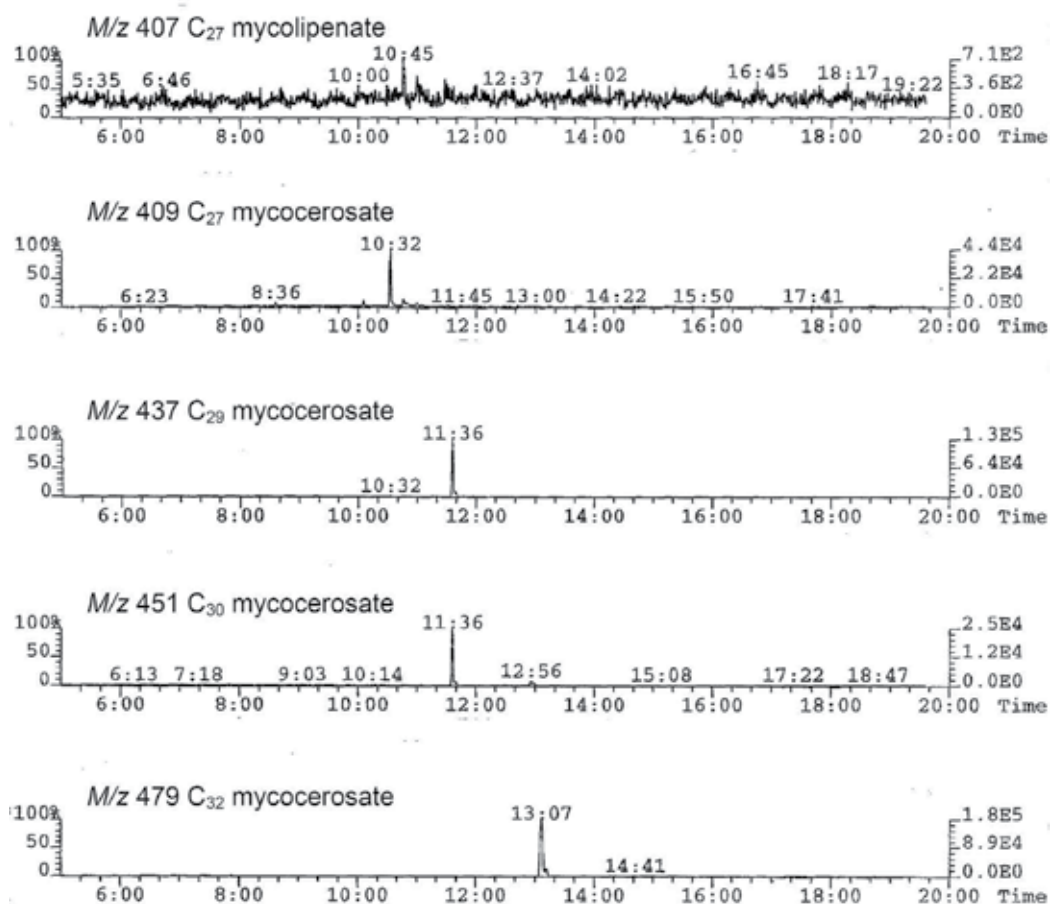 M/z 407 C₂₇ mycolipenate
100% 10:45 7.1E2
5:35 6:46 10:00 12:37 14:02 16:45 18:17 19:22
50 3.6E2
0 0.0E0
6:00 8:00 10:00 12:00 14:00 16:00 18:00 20:00 Time
M/z 409 C₂₇ mycocerosate
100% 10:32 4.4E4
50 2.2E4
6:23 8:36 11:45 13:00 14:22 15:50 17:41
0 0.0E0
6:00 8:00 10:00 12:00 14:00 16:00 18:00 20:00 Time
M/z 437 C₂₉ mycocerosate
100% 11:36 1.3E5
50 6.4E4
10:32
0 0.0E0
6:00 8:00 10:00 12:00 14:00 16:00 18:00 20:00 Time
M/z 451 C₃₀ mycocerosate
100% 11:36 2.5E4
50 1.2E4
6:13 7:18 9:03 10:14 12:56 15:08 17:22 18:47
0 0.0E0
6:00 8:00 10:00 12:00 14:00 16:00 18:00 20:00 Time
M/z 479 C₃₂ mycocerosate
100% 13:07 1.8E5
50 8.9E4
14:41
0 0.0E0
6:00 8:00 10:00 12:00 14:00 16:00 18:00 20:00 Time